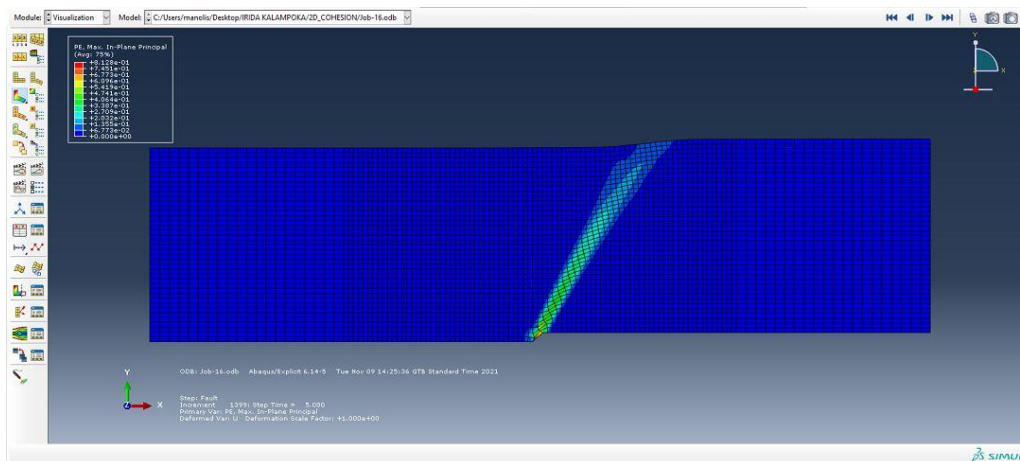 Module: Visualization Model: C:/Users/manolis/Desktop/IRIDA KALAMPOKA/2D_COHESION/Job-16.odb
PE, Max. In-Plane Principal
(Avg: 75%)
+8.128e-01
+7.451e-01
+6.773e-01
+6.096e-01
+5.419e-01
+4.741e-01
+4.064e-01
+3.387e-01
+2.709e-01
+2.032e-01
+1.355e-01
+6.773e-02
+0.000e+00
Y
X
Z
ODB: Job-16.odb Abaqus/Explicit 6.14-5 Tue Nov 09 14:25:36 GTB Standard Time 2021
Y
X
Step: Fault
Increment 1399: Step Time = 5.000
Primary Var: PE, Max. In-Plane Principal
Deformed Var: U Deformation Scale Factor: +1.000e+00
SIMUL